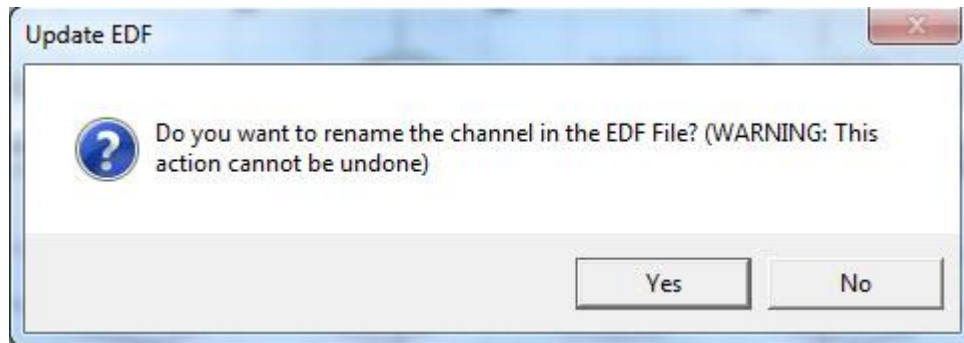 Update EDF
Do you want to rename the channel in the EDF File? (WARNING: This
action cannot be undone)
Yes No